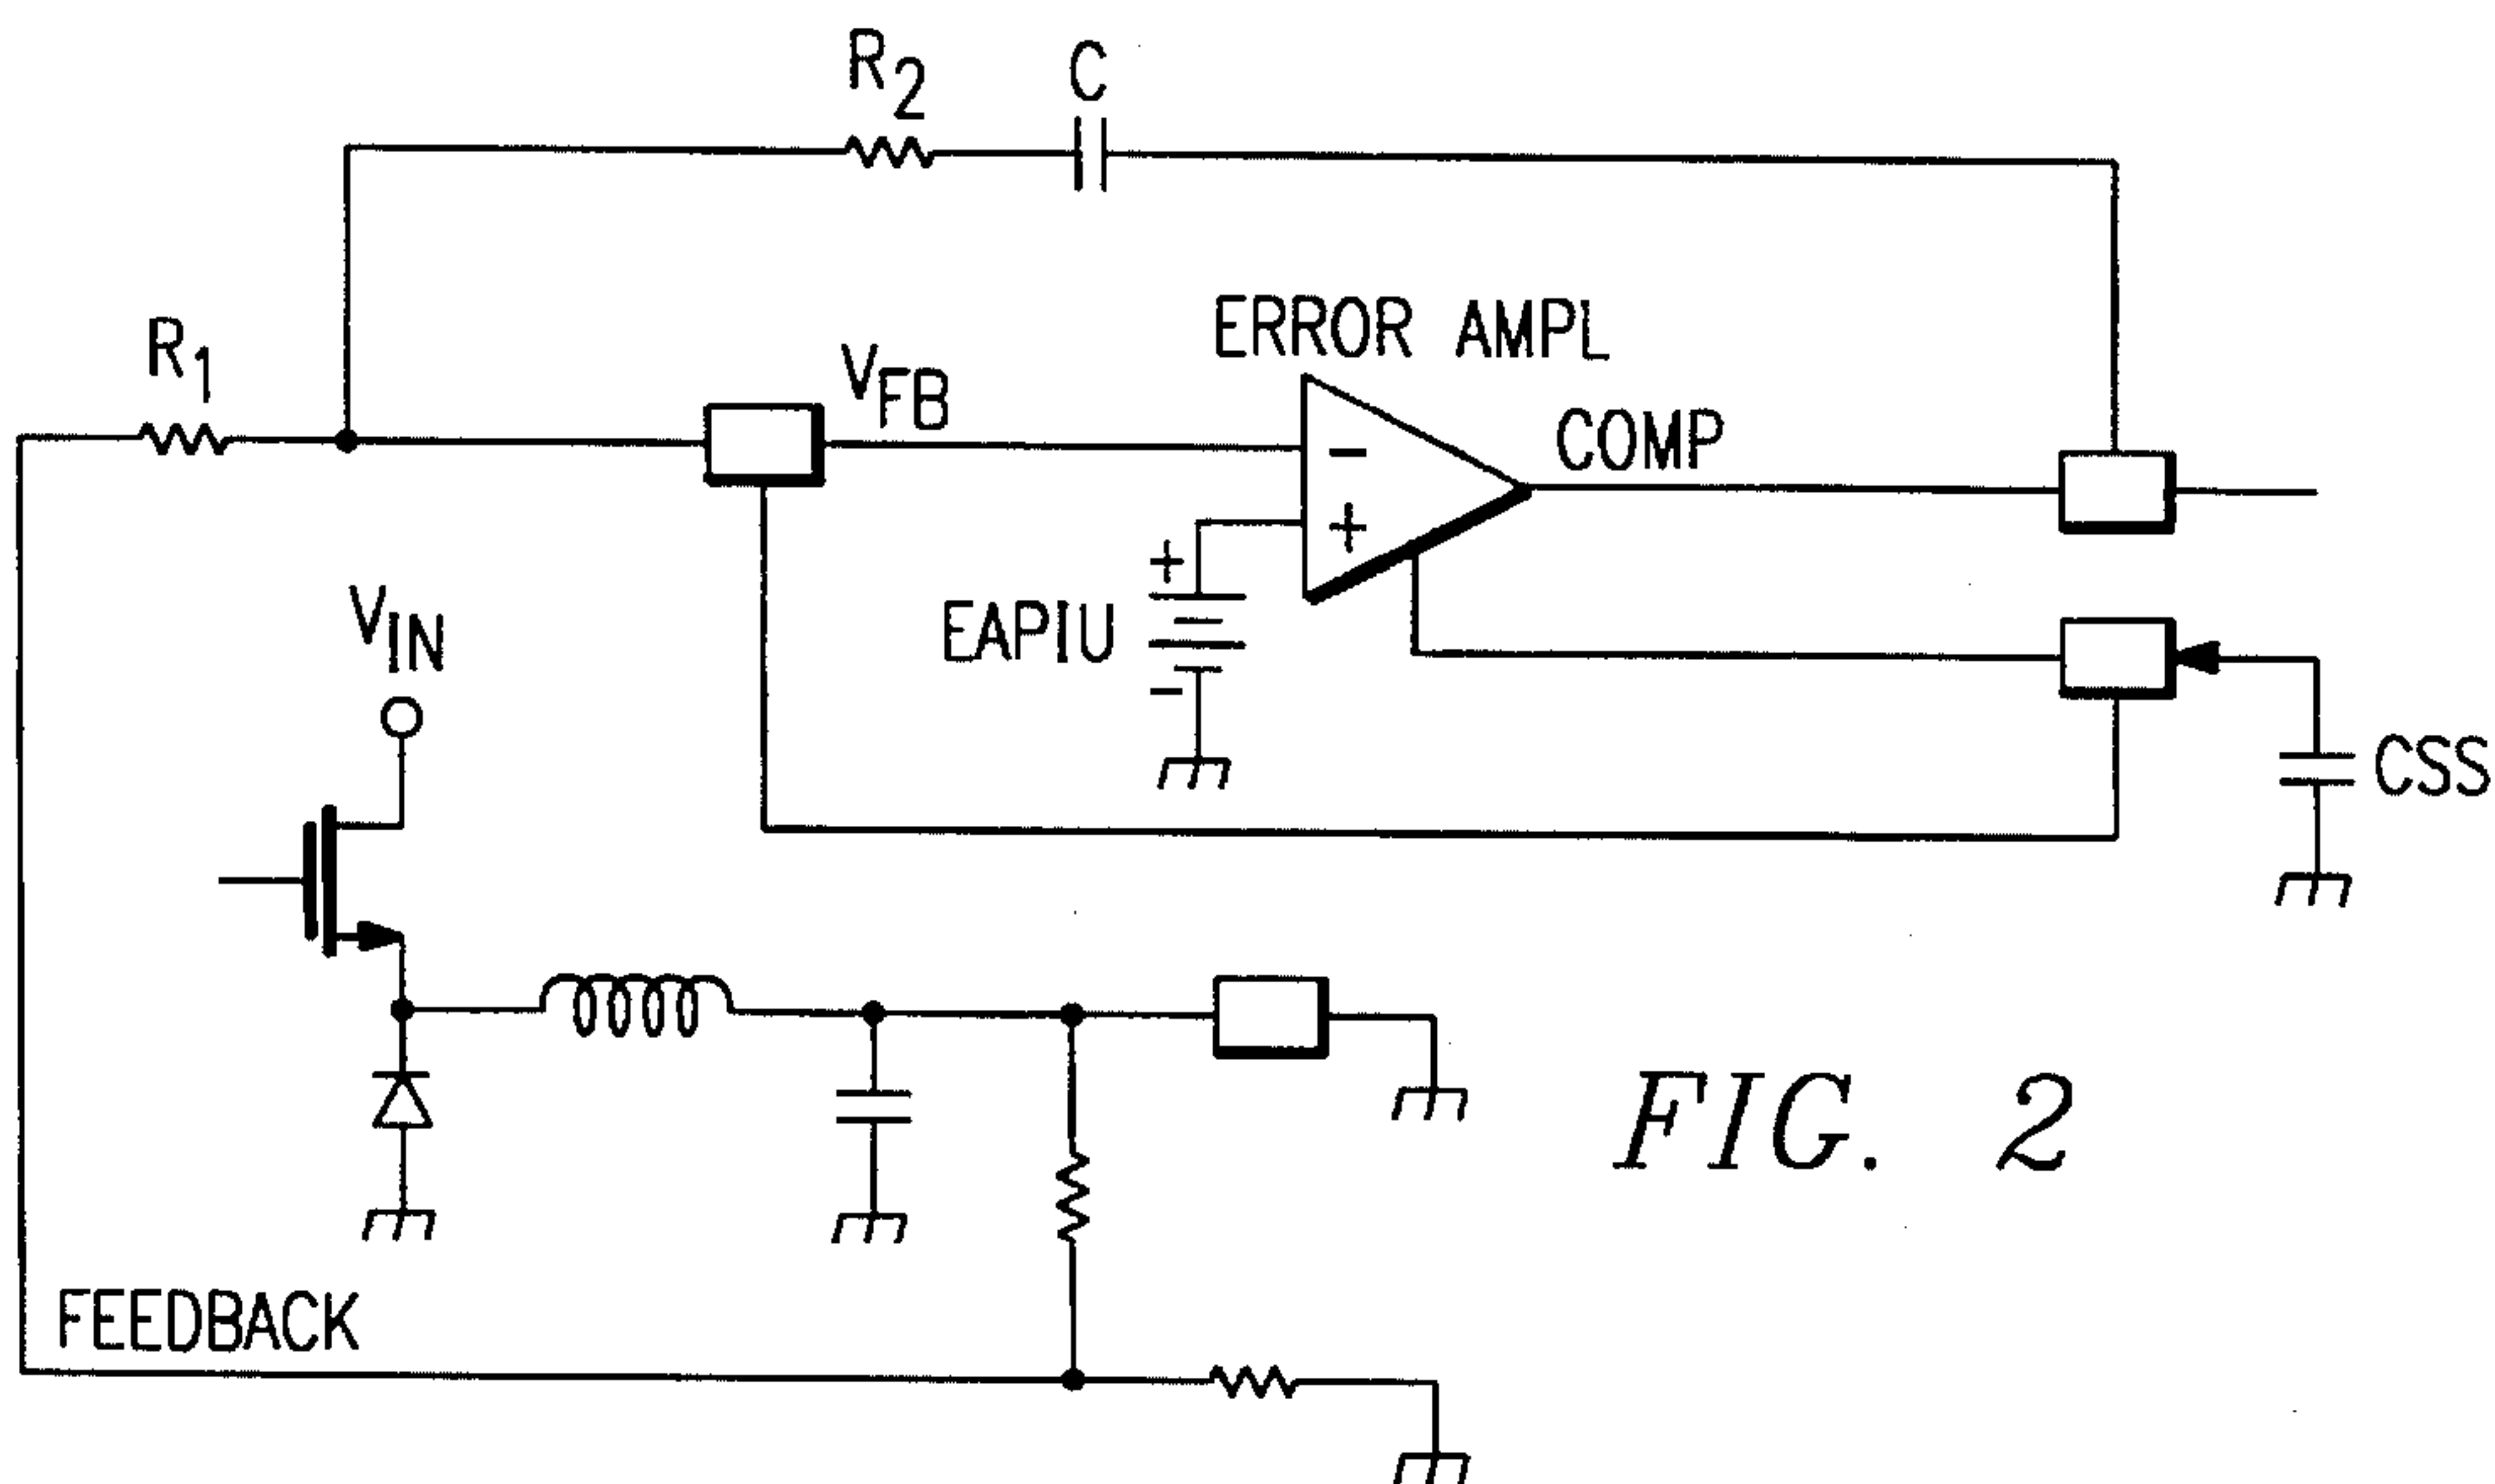 R2
C
ERROR AMPL
R1
VFB
COMP
-
+
VIN
+
EAPIU
-
CSS
FIG. 2
FEEDBACK